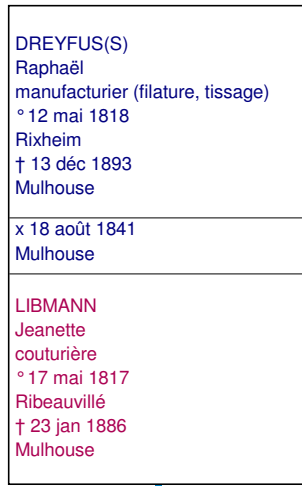 DREYFUS(S)
Raphaël
manufacturier (filature, tissage)
° 12 mai 1818
Rixheim
† 13 déc 1893
Mulhouse
x 18 août 1841
Mulhouse
LIBMANN
Jeanette
couturière
° 17 mai 1817
Ribeauvillé
† 23 jan 1886
Mulhouse